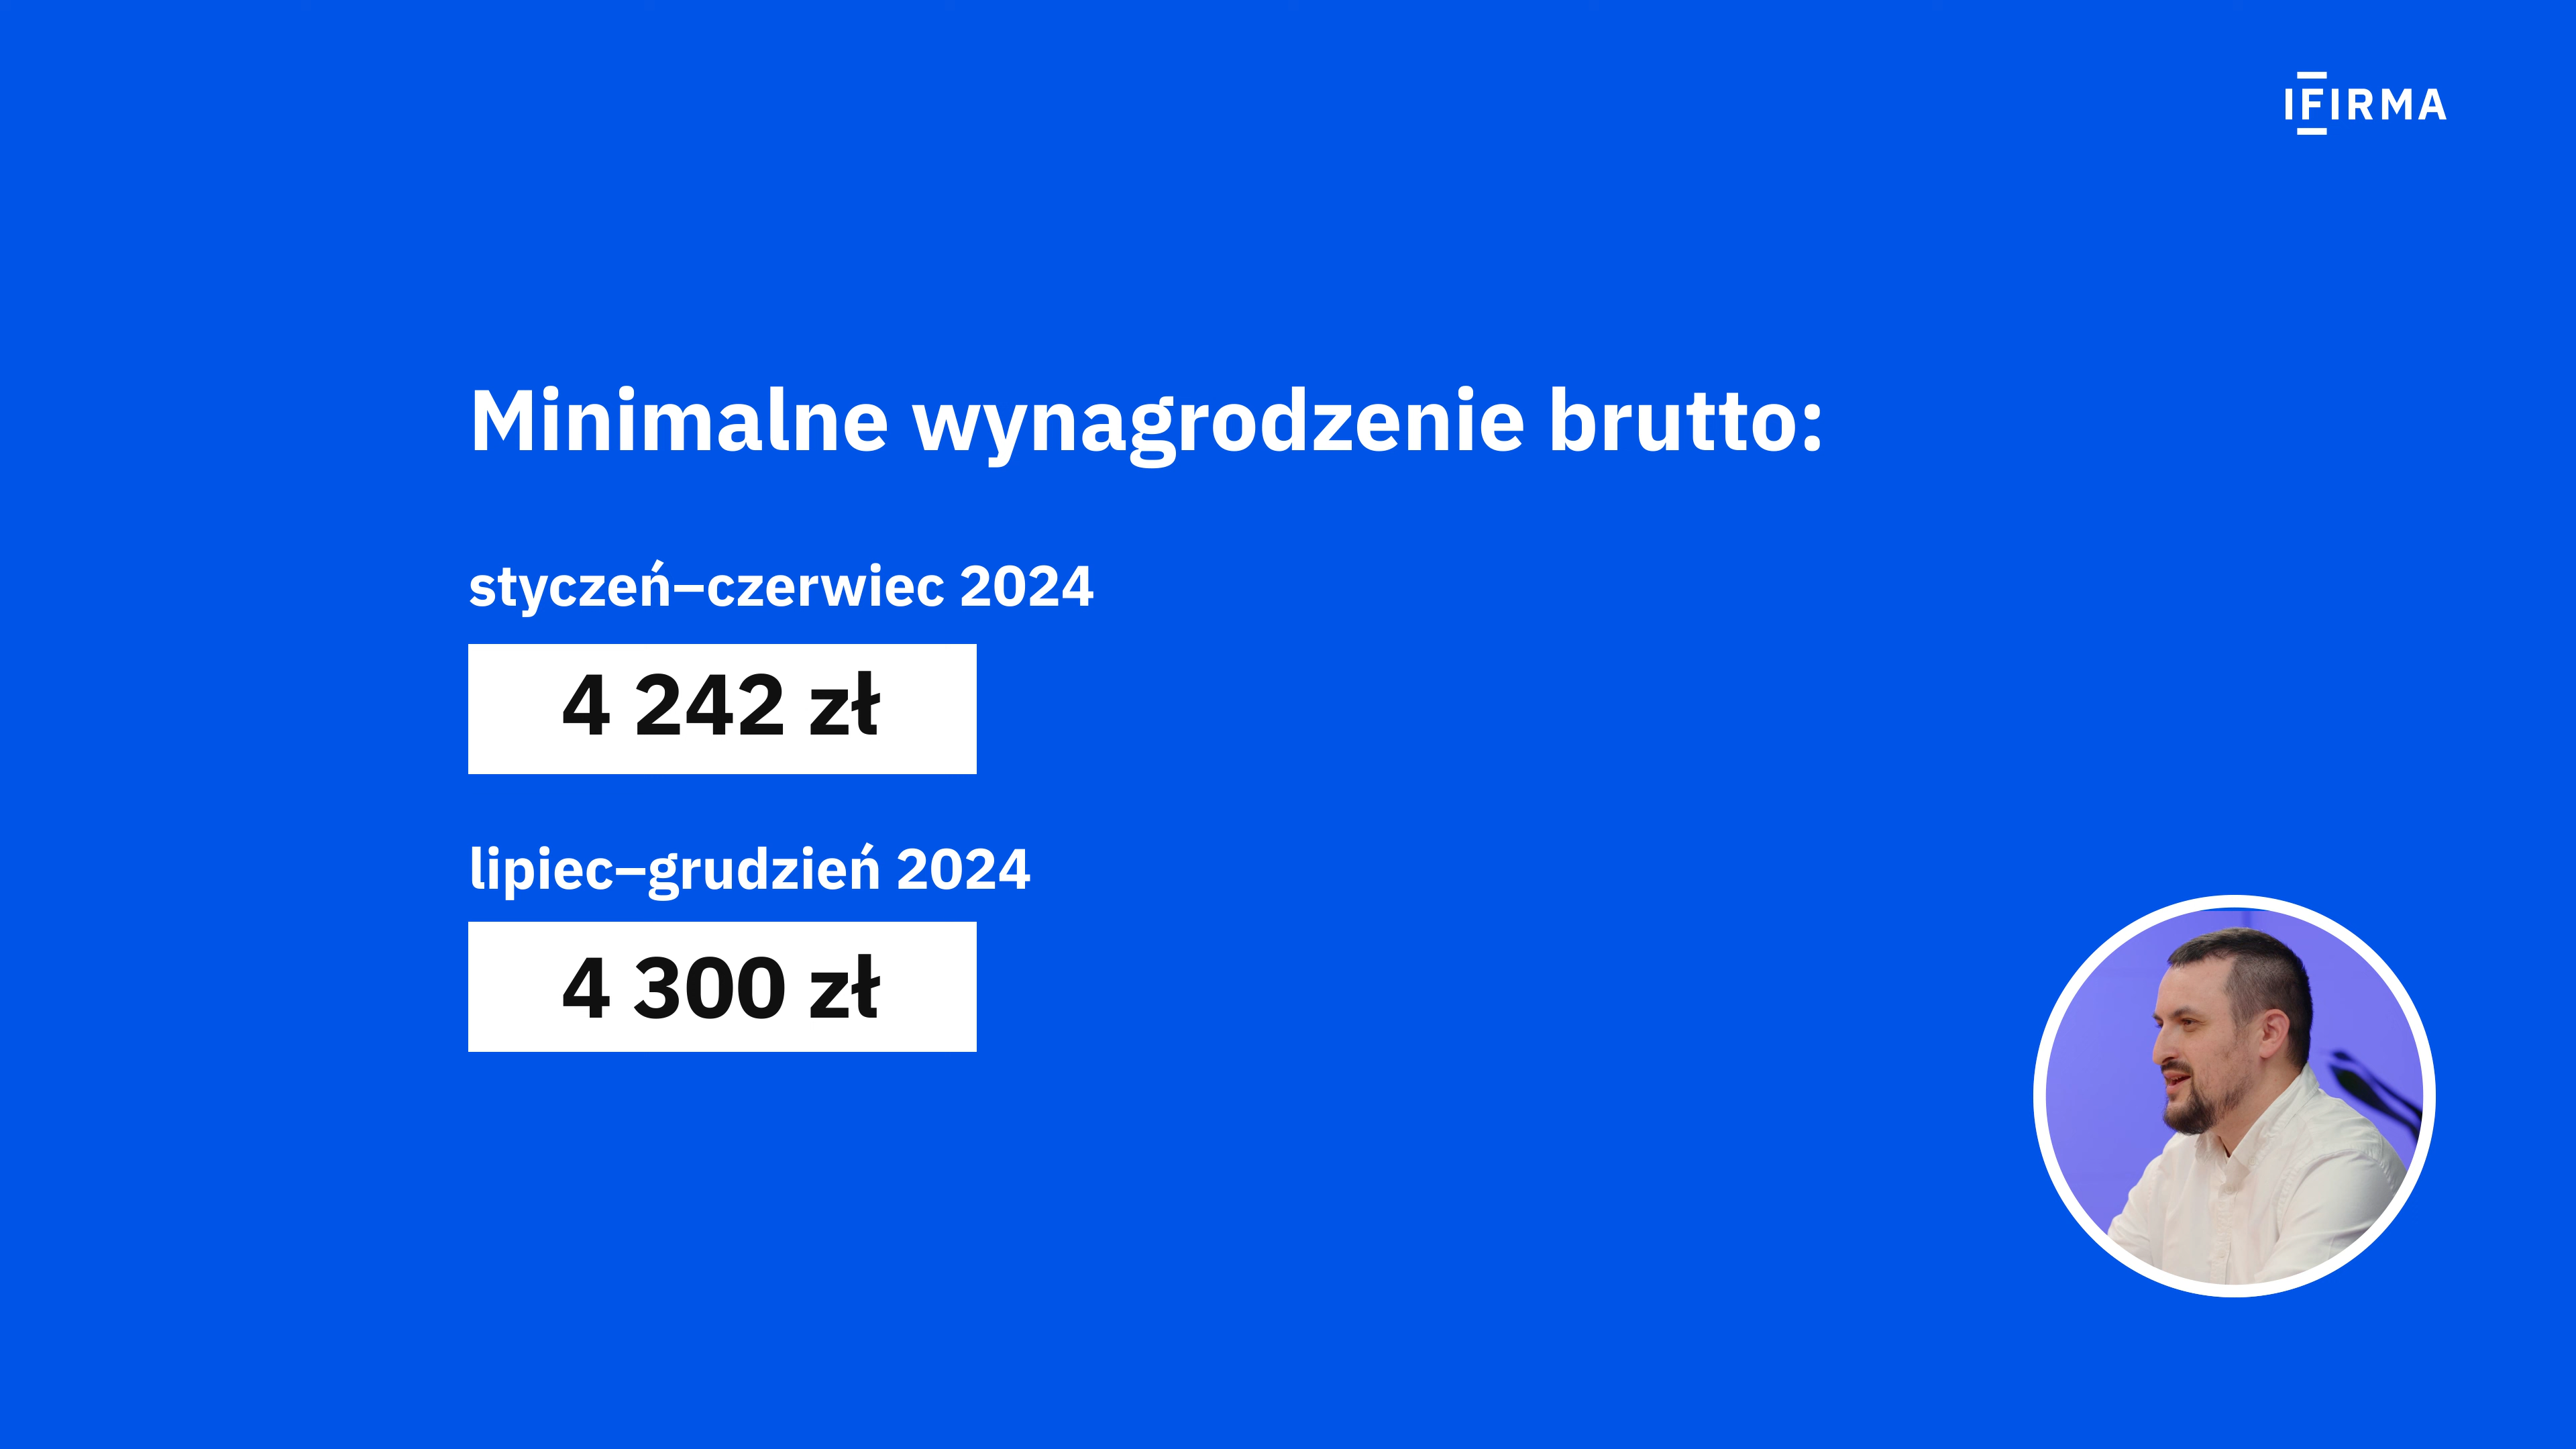 IFIRMA
Minimalne wynagrodzenie brutto:
styczeń–czerwiec 2024
4 242 zł
lipiec–grudzień 2024
4 300 zł